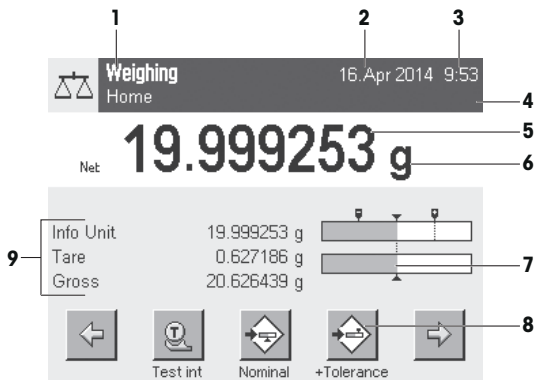 1 2 3
Weighing 16.Apr 2014 9:53
Home
4
5
19.999253 g
6
Net
Info Unit 19.999253 g
9 Tare 0.627186 g 7
Gross 20.626439 g
8
T
Test int Nominal +Tolerance